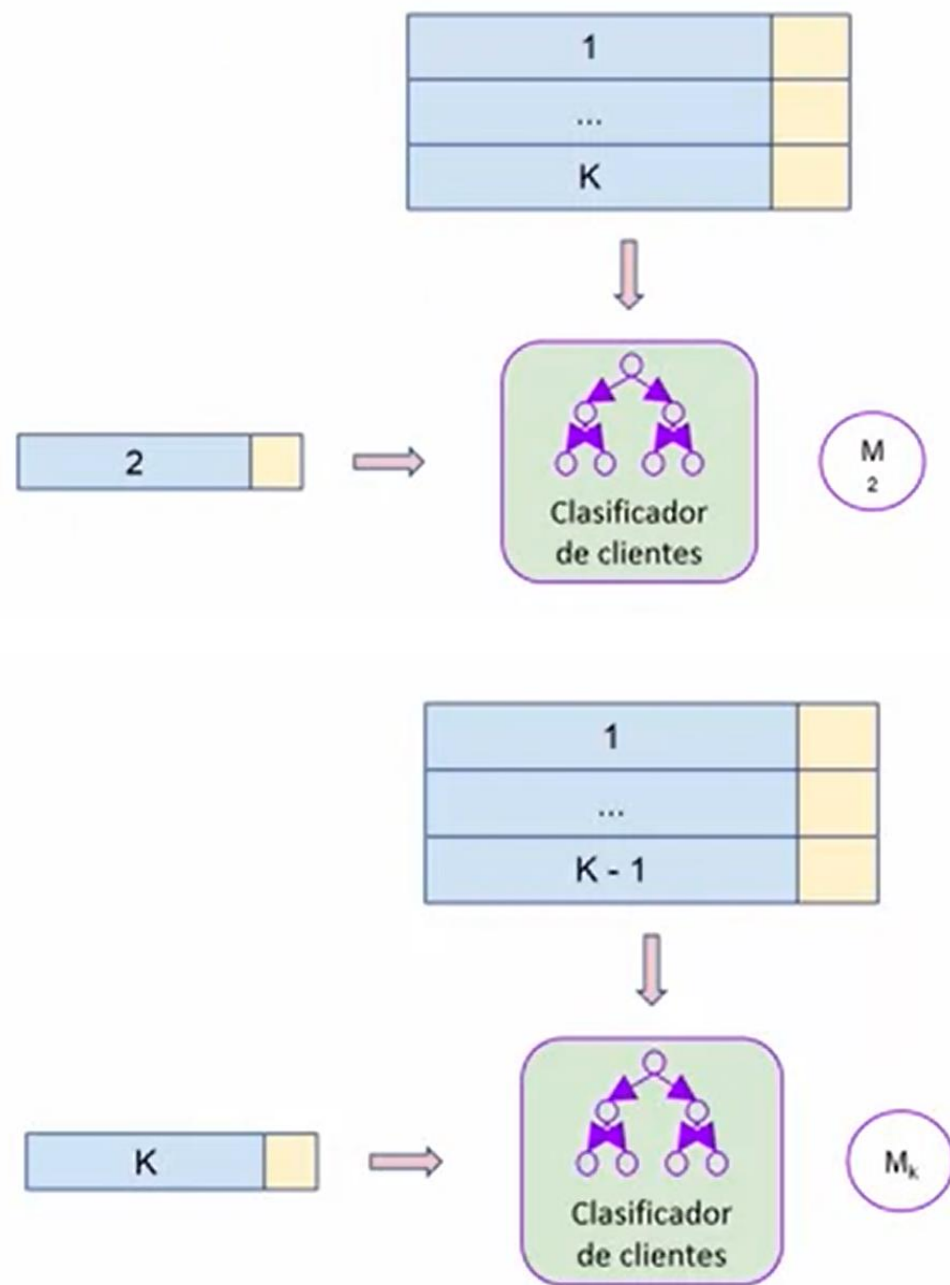 1
...
K
2
Clasificador
de clientes
M
2
1
...
K - 1
K
Clasificador
de clientes
Mk